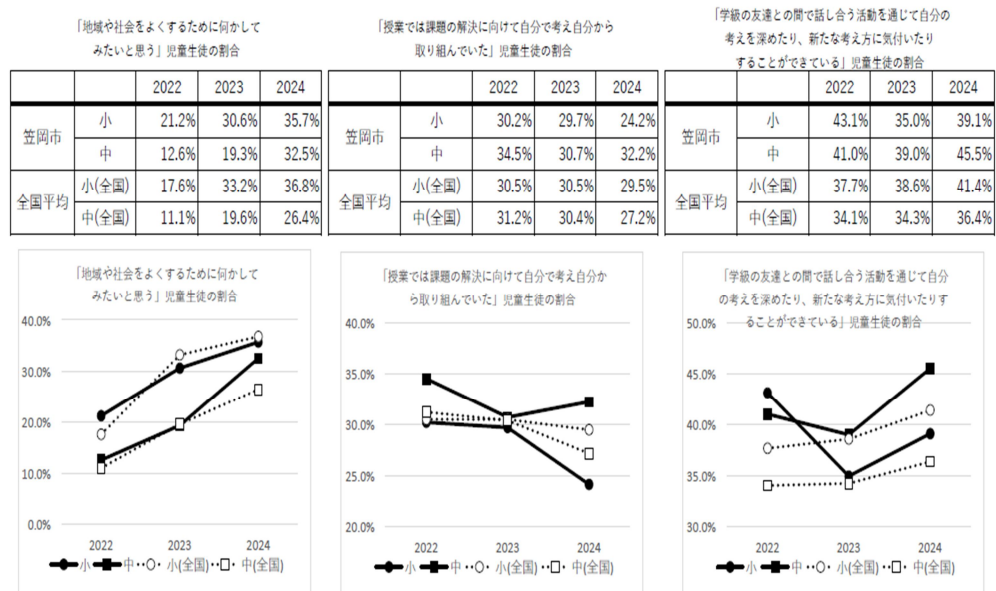 「地域や社会をよくするために何かして
みたいと思う」児童生徒の割合
2022 2023 2024
笠岡市 小 21.2% 30.6% 35.7%
中 12.6% 19.3% 32.5%
全国平均 小(全国) 17.6% 33.2% 36.8%
中(全国) 11.1% 19.6% 26.4%
「授業では課題の解決に向けて自分で考え自分から
取り組んでいた」児童生徒の割合
2022 2023 2024
笠岡市 小 30.2% 29.7% 24.2%
中 34.5% 30.7% 32.2%
全国平均 小(全国) 30.5% 30.5% 29.5%
中(全国) 31.2% 30.4% 27.2%
「学級の友達との間で話し合う活動を通じて自分の
考えを深めたり、新たな考え方に気付いたり
することができている」児童生徒の割合
2022 2023 2024
笠岡市 小 43.1% 35.0% 39.1%
中 41.0% 39.0% 45.5%
全国平均 小(全国) 37.7% 38.6% 41.4%
中(全国) 34.1% 34.3% 36.4%
「地域や社会をよくするために何かして
みたいと思う」児童生徒の割合
40.0%
30.0%
20.0%
10.0%
0.0%
2022 2023 2024
小 中 小(全国) 中(全国)
「授業では課題の解決に向けて自分で考え自分か
ら取り組んでいた」児童生徒の割合
40.0%
35.0%
30.0%
25.0%
20.0%
2022 2023 2024
小 中 小(全国) 中(全国)
「学級の友達との間で話し合う活動を通じて自分
の考えを深めたり、新たな考え方に気付いたりす
ることができている」児童生徒の割合
50.0%
45.0%
40.0%
35.0%
30.0%
2022 2023 2024
小 中 小(全国) 中(全国)